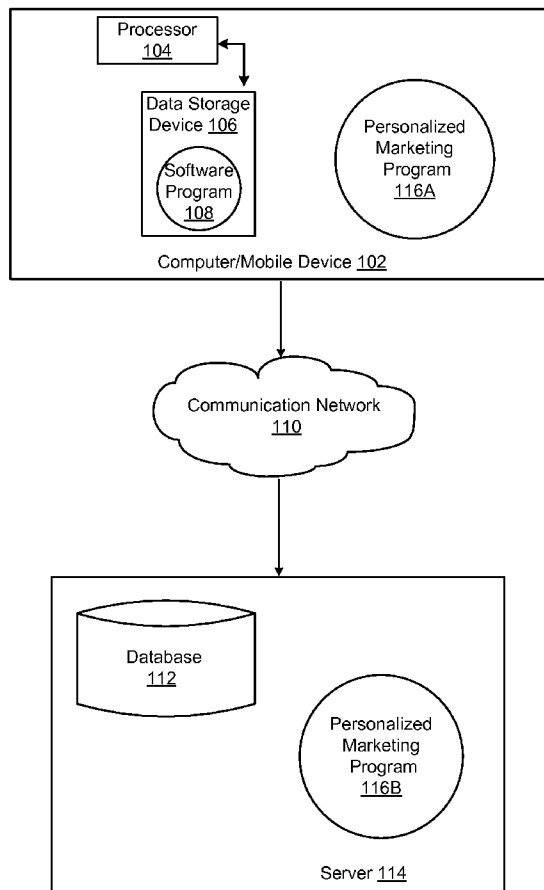 Processor
104
Data Storage
Device 106
Software
Program
108
Personalized
Marketing
Program
116A
Computer/Mobile Device 102
Communication Network
110
Database
112
Personalized
Marketing
Program
116B
Server 114